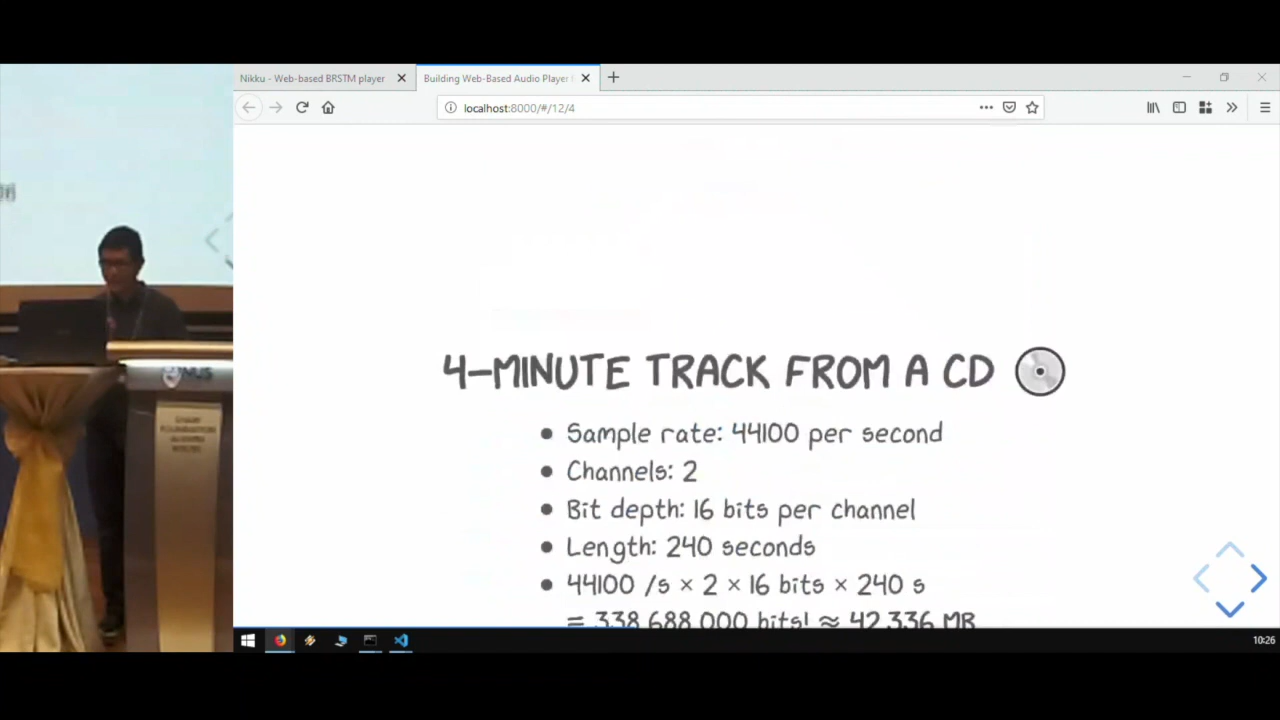 Nikku - Web-based BRSTM player
Building Web-Based Audio Player
localhost:8000/#/12/4
4-MINUTE TRACK FROM A CD
Sample rate: 44100 per second
Channels: 2
Bit depth: 16 bits per channel
Length: 240 seconds
44100 /s × 2 × 16 bits × 240 s
= 338 688 000 bits! ≈ 42.336 MB
10:26
NUS